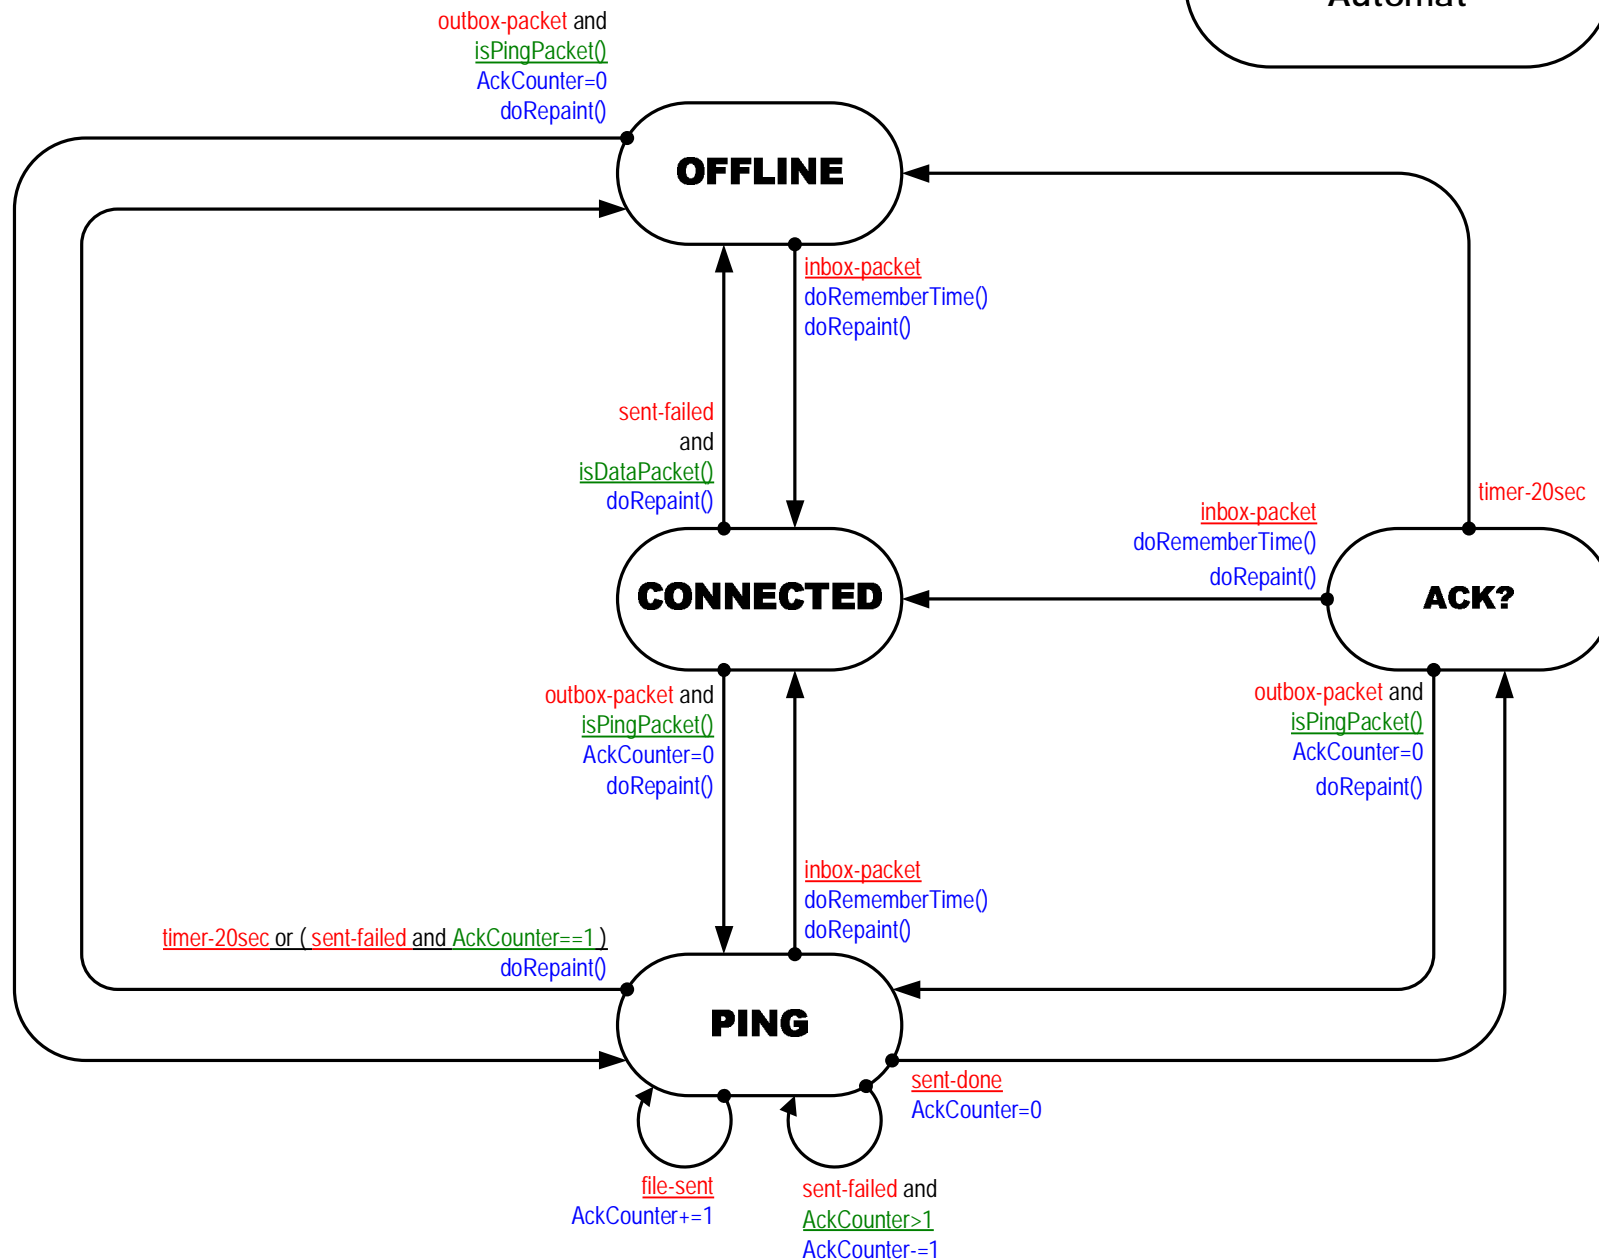 Automat
outbox-packet and
isPingPacket()
AckCounter=0
doRepaint()
OFFLINE
inbox-packet
doRememberTime()
doRepaint()
sent-failed
and
isDataPacket()
doRepaint()
timer-20sec
inbox-packet
doRememberTime()
doRepaint()
CONNECTED
ACK?
outbox-packet and
isPingPacket()
AckCounter=0
doRepaint()
outbox-packet and
isPingPacket()
AckCounter=0
doRepaint()
inbox-packet
doRememberTime()
doRepaint()
timer-20sec or ( sent-failed and AckCounter==1 )
doRepaint()
PING
sent-done
AckCounter=0
file-sent
AckCounter+=1
sent-failed and
AckCounter>1
AckCounter-=1